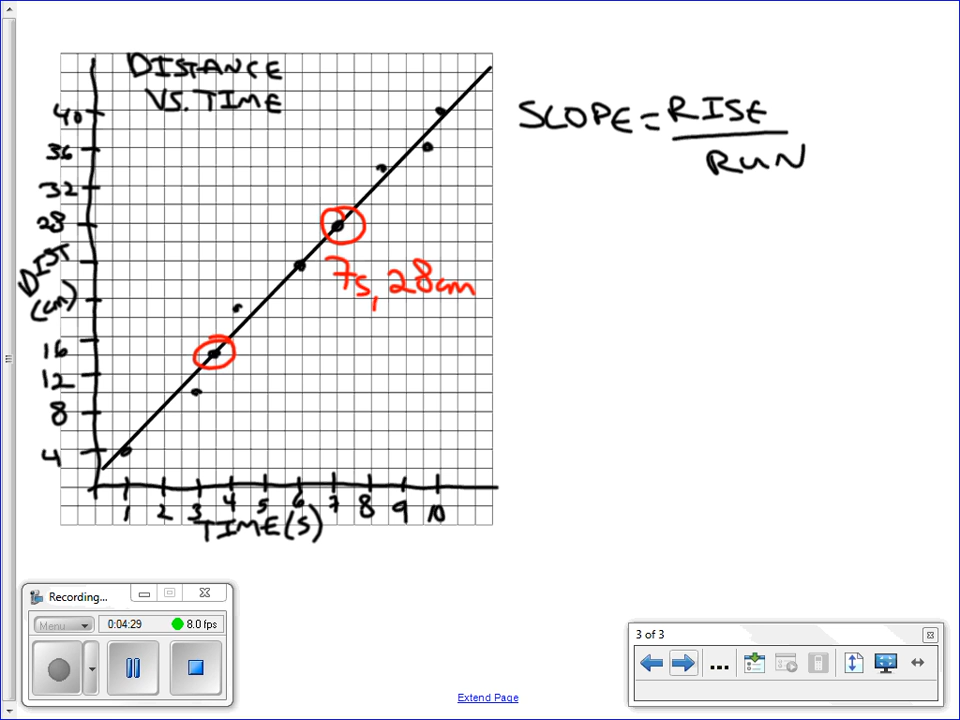 DISTANCE
VS. TIME
SLOPE = RISE
RUN
40
36
32
28
DIST
(cm)
7s, 28cm
16
12
8
4
1 2 3 4 5 6 7 8 9 10
TIME (S)
Recording...
Menu
0:04:29
8.0 fps
3 of 3
...
Extend Page